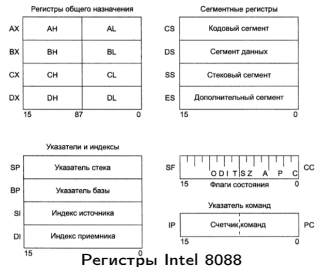 Регистры общего назначения
AX AH AL
BX BH BL
CX CH CL
DX DH DL
15 87 0
Сегментные регистры
CS Кодовый сегмент
DS Сегмент данных
SS Стековый сегмент
ES Дополнительный сегмент
15 0
Указатели и индексы
SP Указатель стека
BP Указатель базы
SI Индекс источника
DI Индекс приемника
15 0
SF O D I T S Z A P C CC
15 0
Флаги состояния
Указатель команд
IP Счетчик команд PC
15 0
Регистры Intel 8088